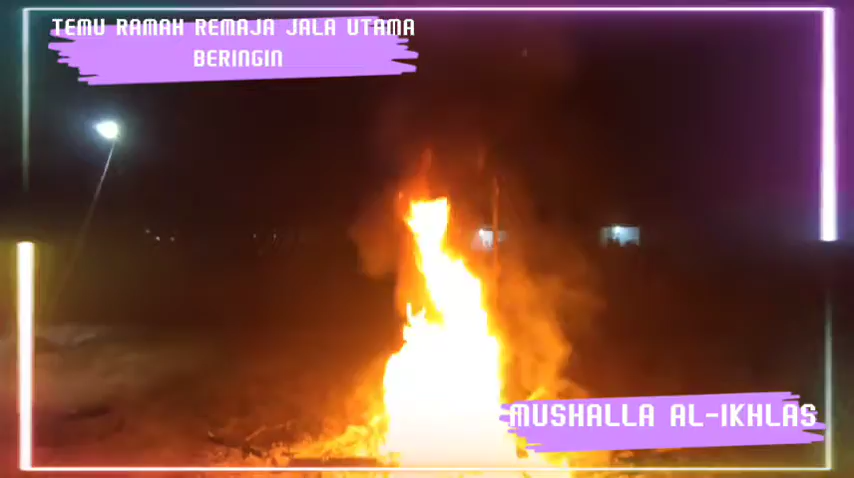 TEMU RAMAH REMAJA JALA UTAMA
BERINGIN
MUSHALLA AL-IKHLAS